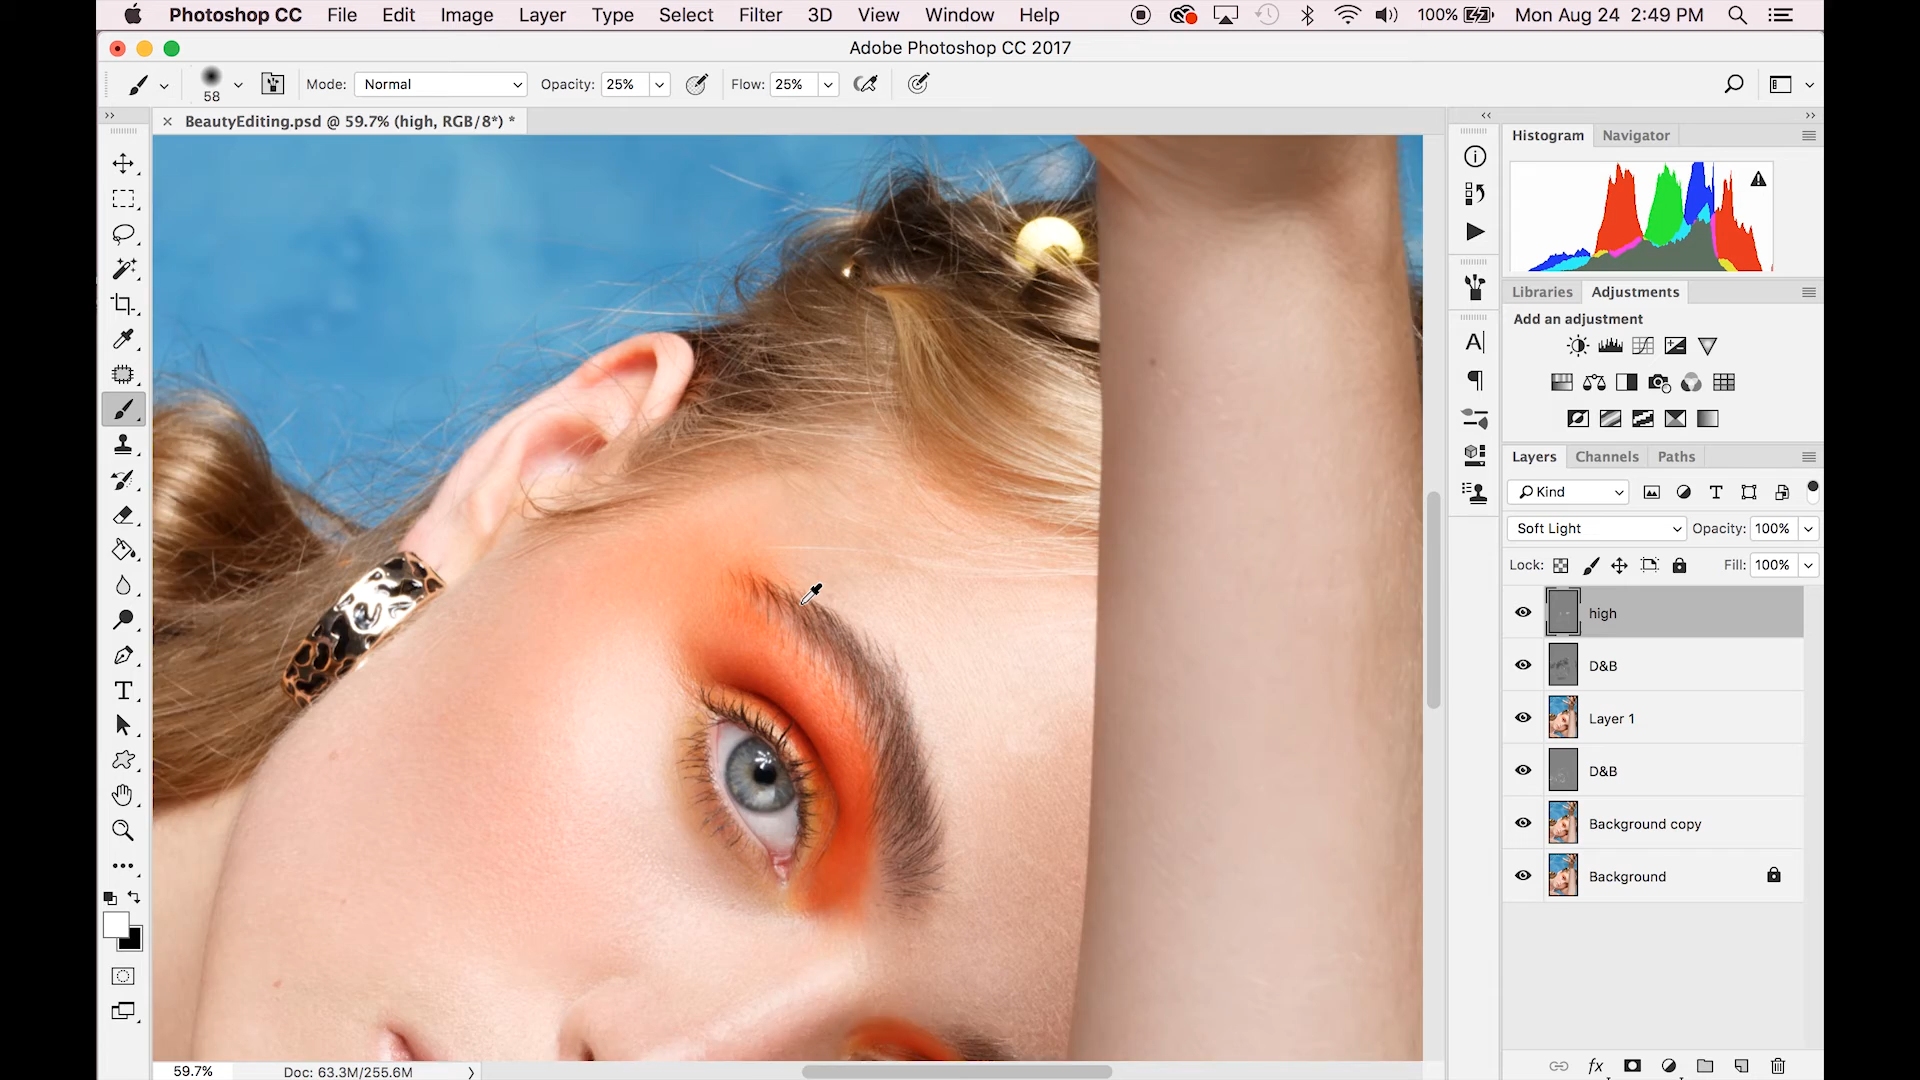 Photoshop CC File Edit Image Layer Type Select Filter 3D View Window Help 100% Mon Aug 24 2:49 PM
Adobe Photoshop CC 2017
58 Mode: Normal Opacity: 25% Flow: 25%
BeautyEditing.psd @ 59.7% (high, RGB/8*) *
Histogram Navigator
Libraries Adjustments
Add an adjustment
Layers Channels Paths
Kind
Soft Light Opacity: 100%
Lock: Fill: 100%
high
D&B
Layer 1
D&B
Background copy
Background
59.7% Doc: 63.3M/255.6M